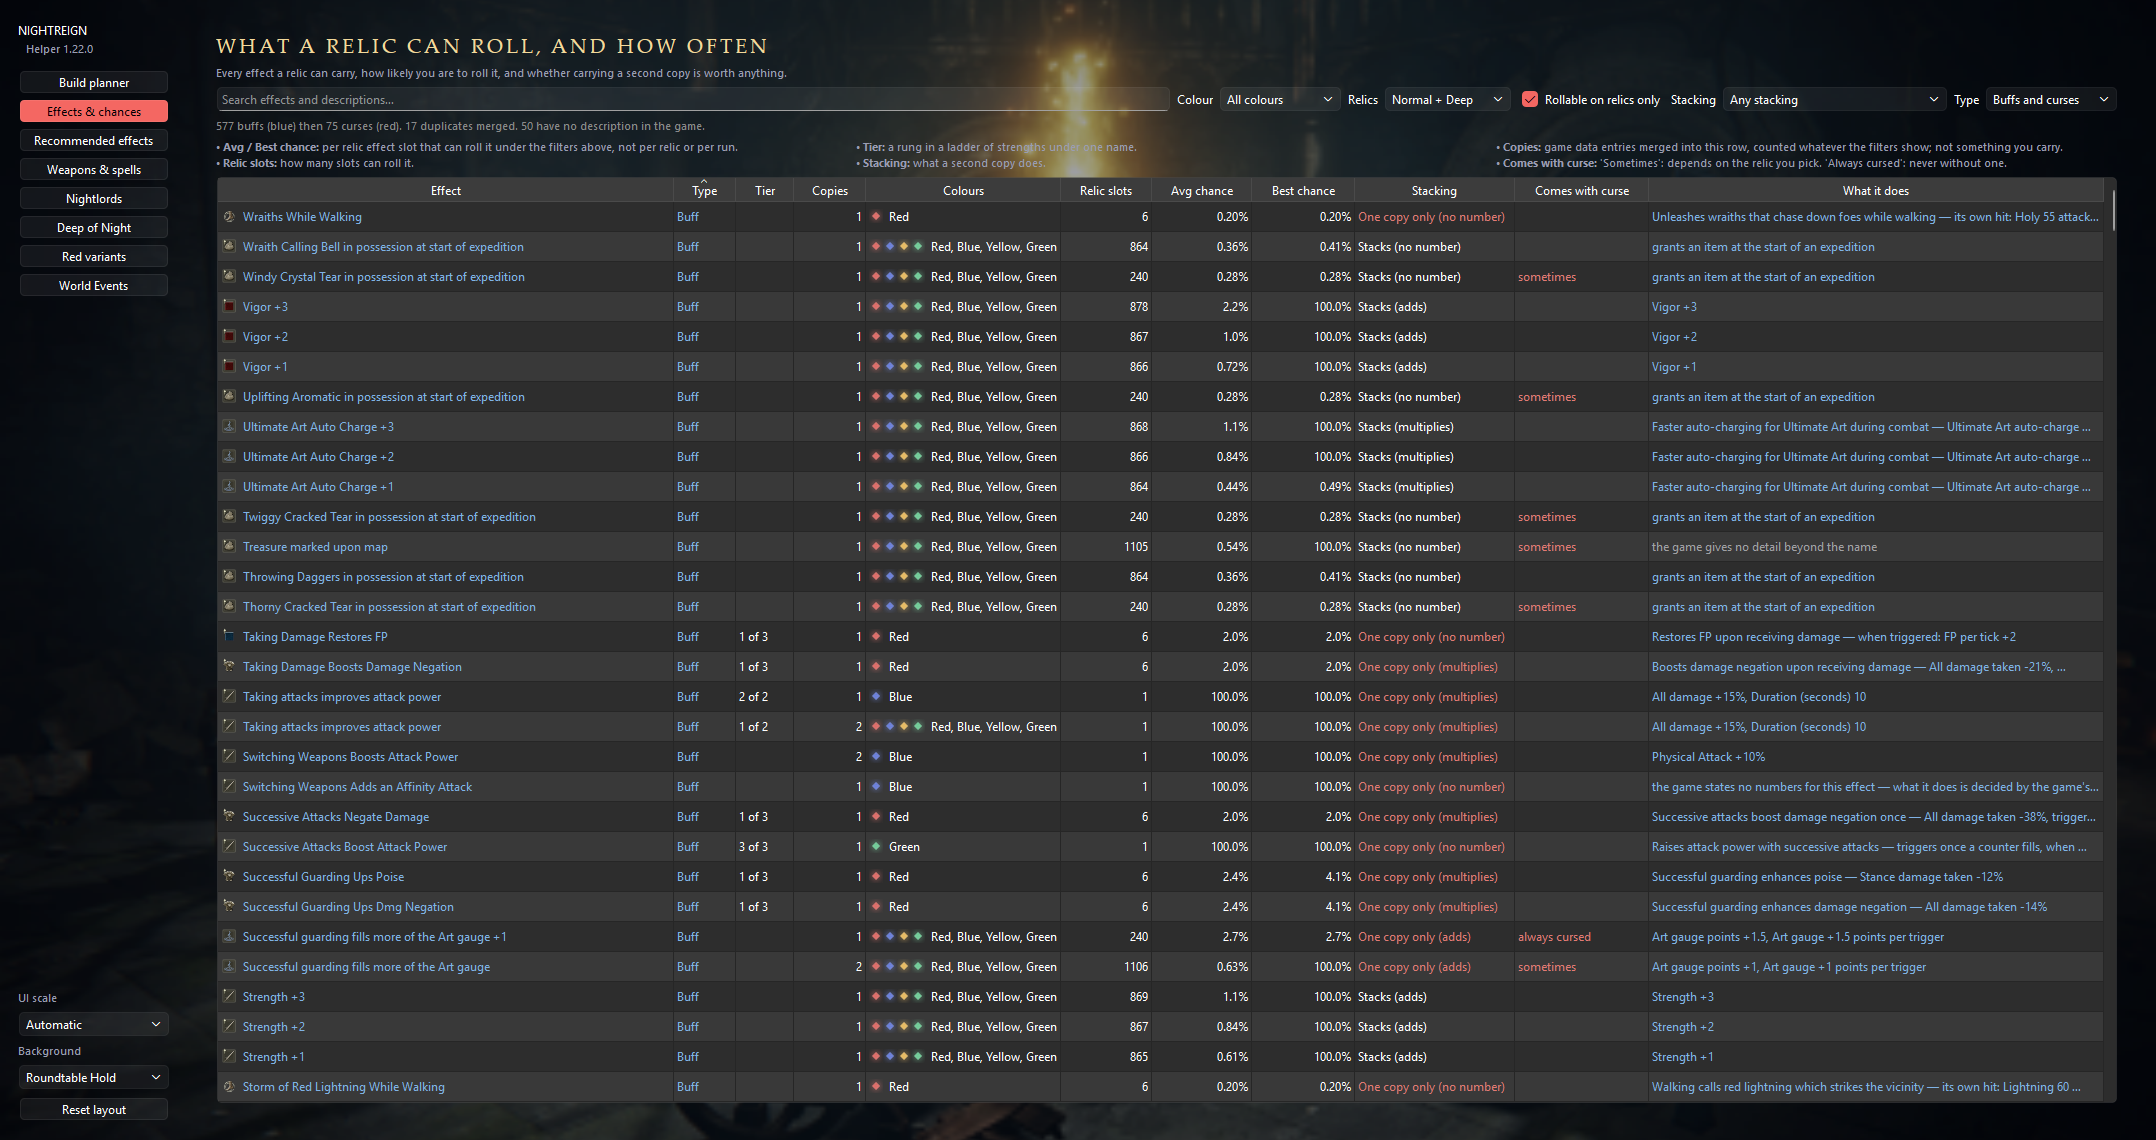 NIGHTREIGN
Helper 1.22.0
Build planner
Effects & chances
Recommended effects
Weapons & spells
Nightlords
Deep of Night
Red variants
World Events
UI scale
Automatic
Background
Roundtable Hold
Reset layout
WHAT A RELIC CAN ROLL, AND HOW OFTEN
Every effect a relic can carry, how likely you are to roll it, and whether carrying a second copy is worth anything.
Search effects and descriptions... Colour All colours Relics Normal + Deep Rollable on relics only Stacking Any stacking Type Buffs and curses
577 buffs (blue) then 75 curses (red). 17 duplicates merged. 50 have no description in the game.
• Avg / Best chance: per relic effect slot that can roll it under the filters above, not per relic or per run.
• Relic slots: how many slots can roll it.
• Tier: a rung in a ladder of strengths under one name.
• Stacking: what a second copy does.
• Copies: game data entries merged into this row, counted whatever the filters show; not something you carry.
• Comes with curse: 'Sometimes': depends on the relic you pick. 'Always cursed': never without one.
Effect Type Tier Copies Colours Relic slots Avg chance Best chance Stacking Comes with curse What it does
Wraiths While Walking Buff 1 Red 6 0.20% 0.20% One copy only (no number) Unleashes wraiths that chase down foes while walking — its own hit: Holy 55 attack...
Wraith Calling Bell in possession at start of expedition Buff 1 Red, Blue, Yellow, Green 864 0.36% 0.41% Stacks (no number) grants an item at the start of an expedition
Windy Crystal Tear in possession at start of expedition Buff 1 Red, Blue, Yellow, Green 240 0.28% 0.28% Stacks (no number) sometimes grants an item at the start of an expedition
Vigor +3 Buff 1 Red, Blue, Yellow, Green 878 2.2% 100.0% Stacks (adds) Vigor +3
Vigor +2 Buff 1 Red, Blue, Yellow, Green 867 1.0% 100.0% Stacks (adds) Vigor +2
Vigor +1 Buff 1 Red, Blue, Yellow, Green 866 0.72% 100.0% Stacks (adds) Vigor +1
Uplifting Aromatic in possession at start of expedition Buff 1 Red, Blue, Yellow, Green 240 0.28% 0.28% Stacks (no number) sometimes grants an item at the start of an expedition
Ultimate Art Auto Charge +3 Buff 1 Red, Blue, Yellow, Green 868 1.1% 100.0% Stacks (multiplies) Faster auto-charging for Ultimate Art during combat — Ultimate Art auto-charge ...
Ultimate Art Auto Charge +2 Buff 1 Red, Blue, Yellow, Green 866 0.84% 100.0% Stacks (multiplies) Faster auto-charging for Ultimate Art during combat — Ultimate Art auto-charge ...
Ultimate Art Auto Charge +1 Buff 1 Red, Blue, Yellow, Green 864 0.44% 0.49% Stacks (multiplies) Faster auto-charging for Ultimate Art during combat — Ultimate Art auto-charge ...
Twiggy Cracked Tear in possession at start of expedition Buff 1 Red, Blue, Yellow, Green 240 0.28% 0.28% Stacks (no number) sometimes grants an item at the start of an expedition
Treasure marked upon map Buff 1 Red, Blue, Yellow, Green 1105 0.54% 100.0% Stacks (no number) sometimes the game gives no detail beyond the name
Throwing Daggers in possession at start of expedition Buff 1 Red, Blue, Yellow, Green 864 0.36% 0.41% Stacks (no number) grants an item at the start of an expedition
Thorny Cracked Tear in possession at start of expedition Buff 1 Red, Blue, Yellow, Green 240 0.28% 0.28% Stacks (no number) sometimes grants an item at the start of an expedition
Taking Damage Restores FP Buff 1 of 3 1 Red 6 2.0% 2.0% One copy only (no number) Restores FP upon receiving damage — when triggered: FP per tick +2
Taking Damage Boosts Damage Negation Buff 1 of 3 1 Red 6 2.0% 2.0% One copy only (multiplies) Boosts damage negation upon receiving damage — All damage taken -21%, ...
Taking attacks improves attack power Buff 2 of 2 1 Blue 1 100.0% 100.0% One copy only (multiplies) All damage +15%, Duration (seconds) 10
Taking attacks improves attack power Buff 1 of 2 2 Red, Blue, Yellow, Green 1 100.0% 100.0% One copy only (multiplies) All damage +15%, Duration (seconds) 10
Switching Weapons Boosts Attack Power Buff 2 Blue 1 100.0% 100.0% One copy only (multiplies) Physical Attack +10%
Switching Weapons Adds an Affinity Attack Buff 1 Blue 1 100.0% 100.0% One copy only (no number) the game states no numbers for this effect — what it does is decided by the game's...
Successive Attacks Negate Damage Buff 1 of 3 1 Red 6 2.0% 2.0% One copy only (multiplies) Successive attacks boost damage negation once — All damage taken -38%, trigger...
Successive Attacks Boost Attack Power Buff 3 of 3 1 Green 1 100.0% 100.0% One copy only (no number) Raises attack power with successive attacks — triggers once a counter fills, when ...
Successful Guarding Ups Poise Buff 1 of 3 1 Red 6 2.4% 4.1% One copy only (multiplies) Successful guarding enhances poise — Stance damage taken -12%
Successful Guarding Ups Dmg Negation Buff 1 of 3 1 Red 6 2.4% 4.1% One copy only (multiplies) Successful guarding enhances damage negation — All damage taken -14%
Successful guarding fills more of the Art gauge +1 Buff 1 Red, Blue, Yellow, Green 240 2.7% 2.7% One copy only (adds) always cursed Art gauge points +1.5, Art gauge +1.5 points per trigger
Successful guarding fills more of the Art gauge Buff 2 Red, Blue, Yellow, Green 1106 0.63% 100.0% One copy only (adds) sometimes Art gauge points +1, Art gauge +1 points per trigger
Strength +3 Buff 1 Red, Blue, Yellow, Green 869 1.1% 100.0% Stacks (adds) Strength +3
Strength +2 Buff 1 Red, Blue, Yellow, Green 867 0.84% 100.0% Stacks (adds) Strength +2
Strength +1 Buff 1 Red, Blue, Yellow, Green 865 0.61% 100.0% Stacks (adds) Strength +1
Storm of Red Lightning While Walking Buff 1 Red 6 0.20% 0.20% One copy only (no number) Walking calls red lightning which strikes the vicinity — its own hit: Lightning 60 ...